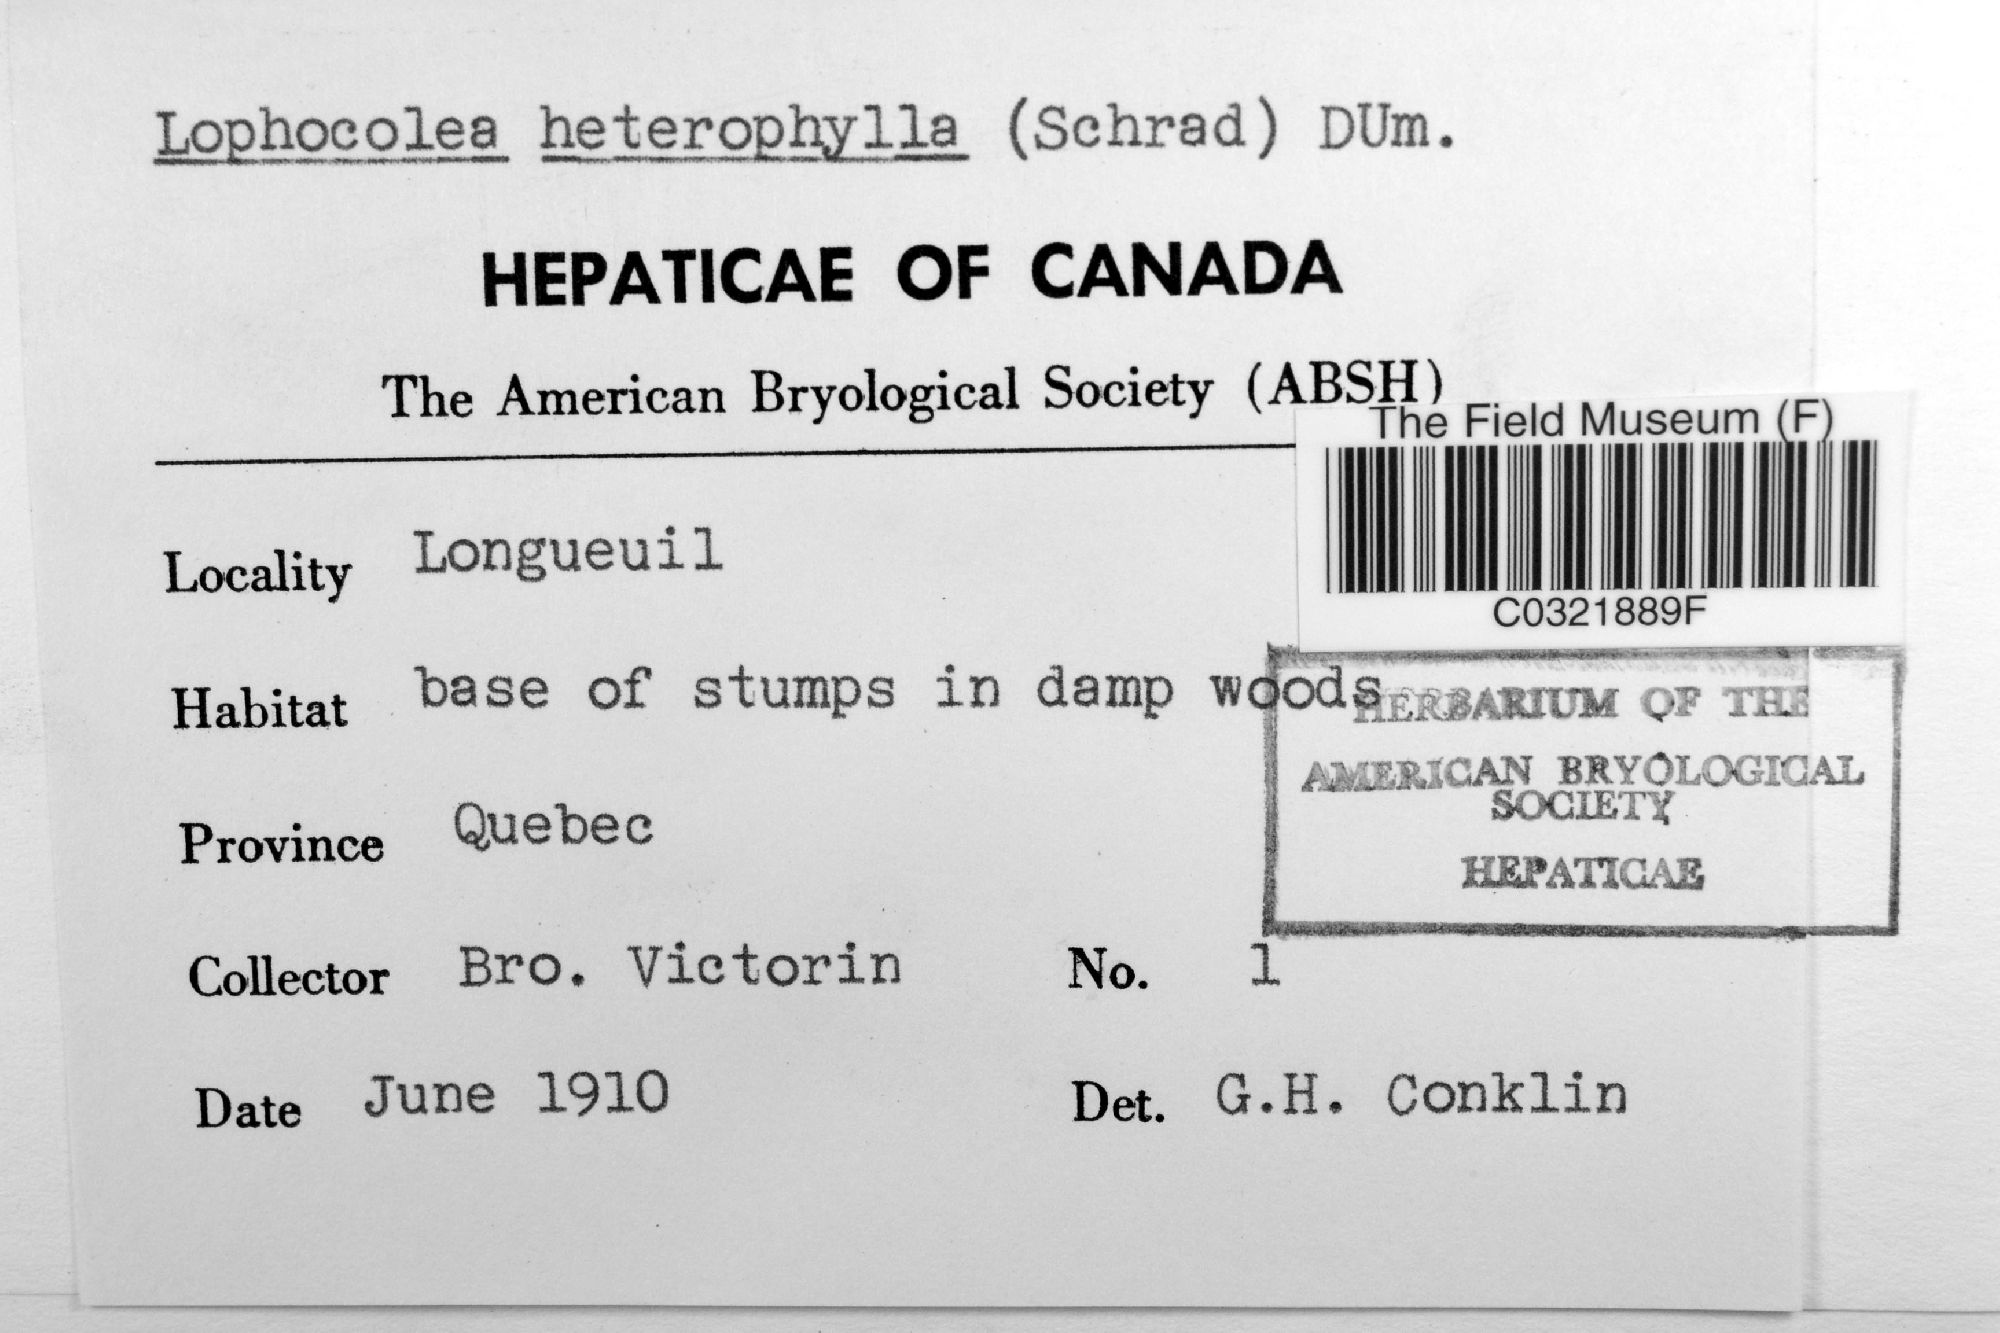 Lophocolea heterophylla (Schrad) DUm.
HEPATICAE OF CANADA
The American Bryological Society (ABSH)
The Field Museum (F)
C0321889F
Locality Longueuil
Habitat base of stumps in damp woods
HERBARIUM OF THE
AMERICAN BRYOLOGICAL
SOCIETY
HEPATICAE
Province Quebec
Collector Bro. Victorin No. 1
Date June 1910 Det. G.H. Conklin